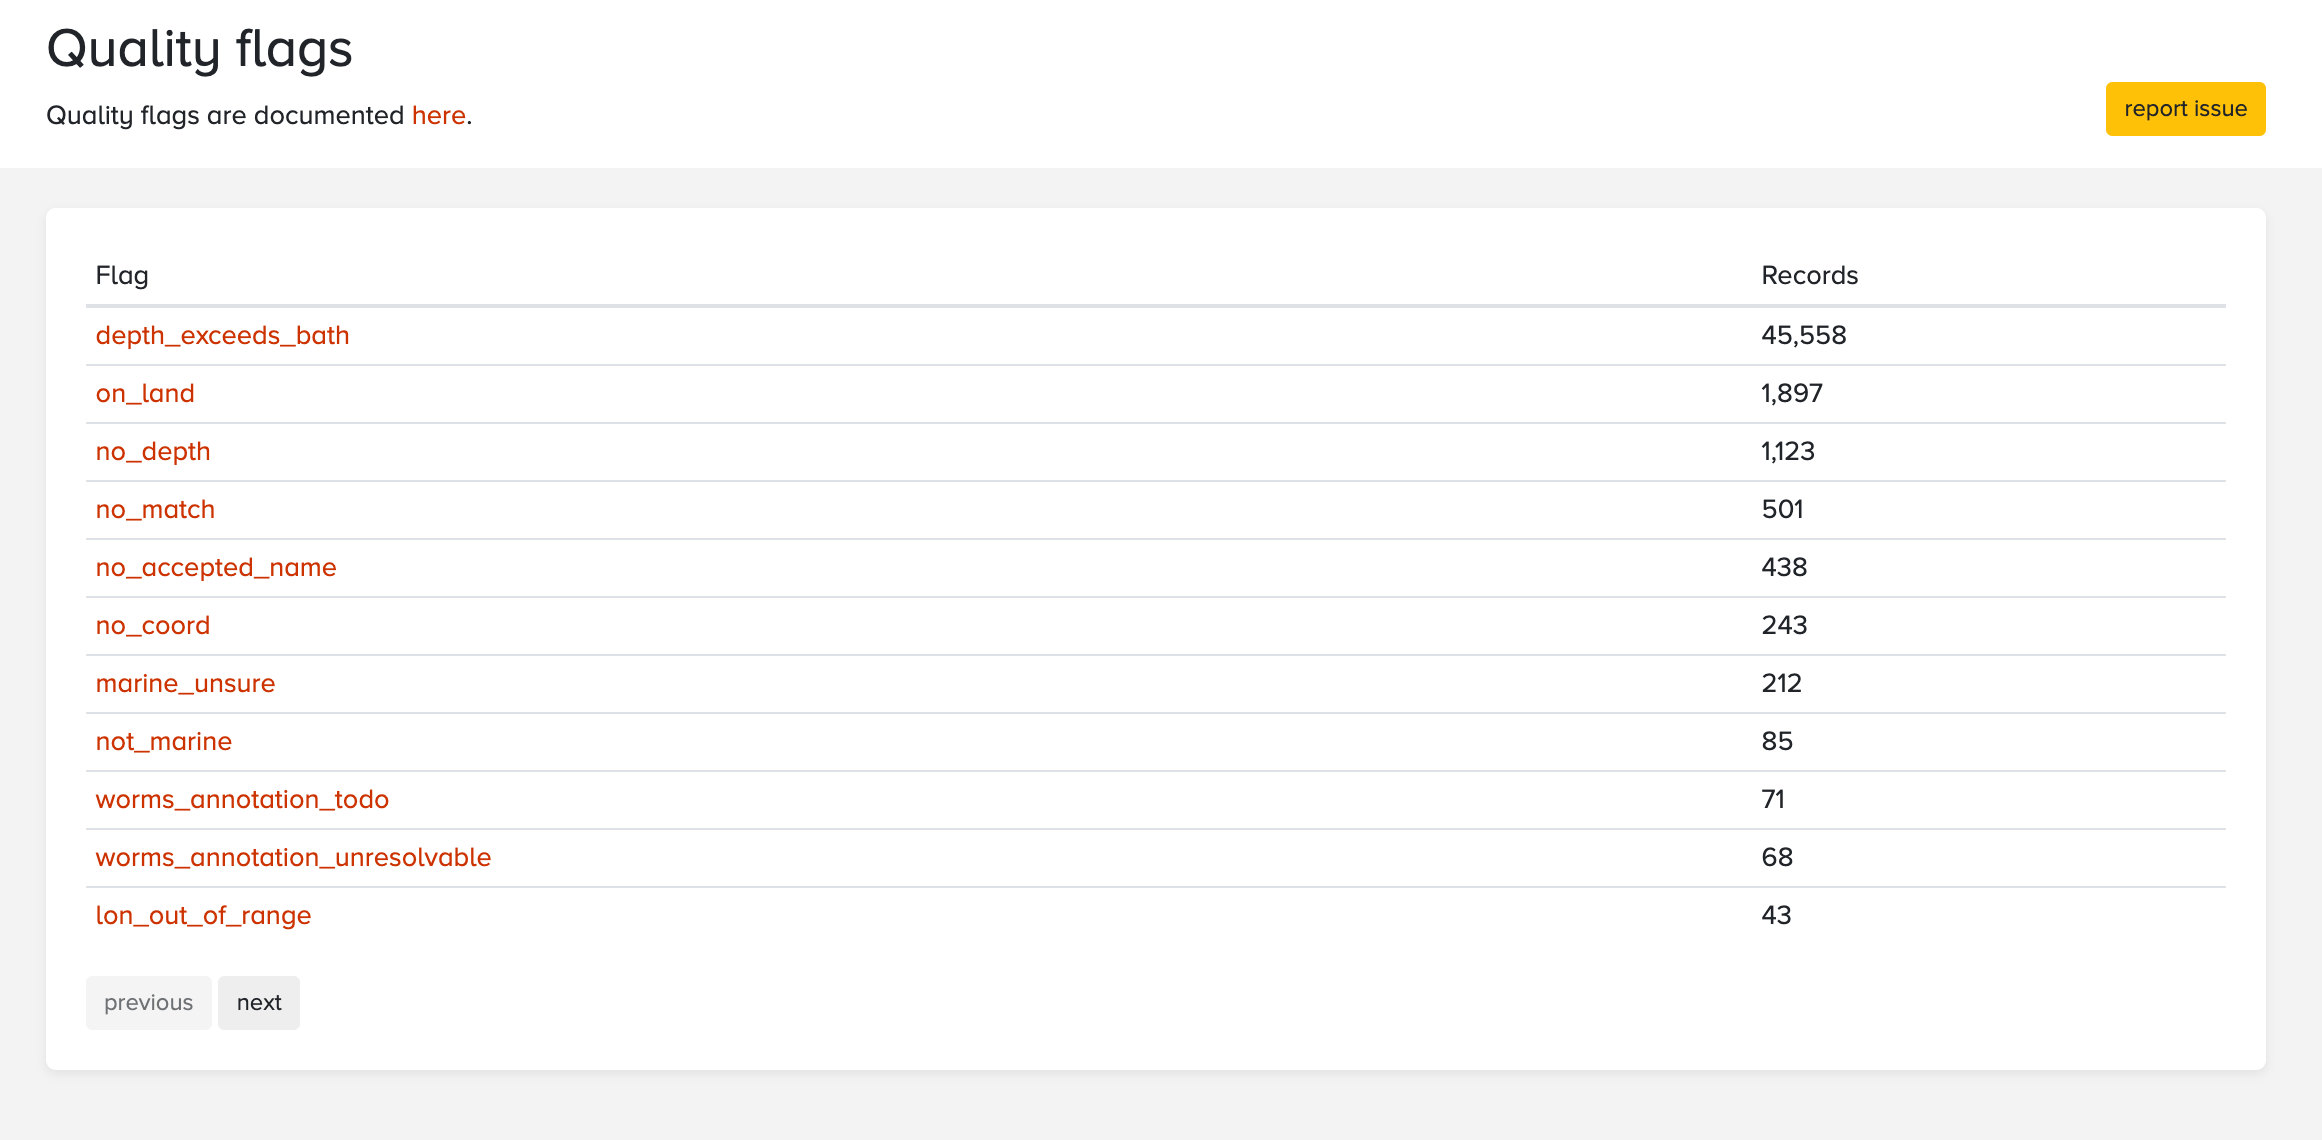 Quality flags
Quality flags are documented here.
report issue
Flag Records
depth_exceeds_bath 45,558
on_land 1,897
no_depth 1,123
no_match 501
no_accepted_name 438
no_coord 243
marine_unsure 212
not_marine 85
worms_annotation_todo 71
worms_annotation_unresolvable 68
lon_out_of_range 43
previous next